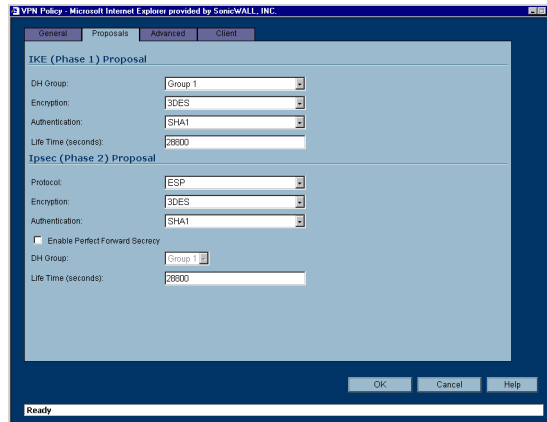 VPN Policy - Microsoft Internet Explorer provided by SonicWALL, INC.
General Proposals Advanced Client
IKE (Phase 1) Proposal
DH Group: Group 1
Encryption: 3DES
Authentication: SHA1
Life Time (seconds): 28800
Ipsec (Phase 2) Proposal
Protocol: ESP
Encryption: 3DES
Authentication: SHA1
Enable Perfect Forward Secrecy
DH Group: Group 1
Life Time (seconds): 28800
OK Cancel Help
Ready